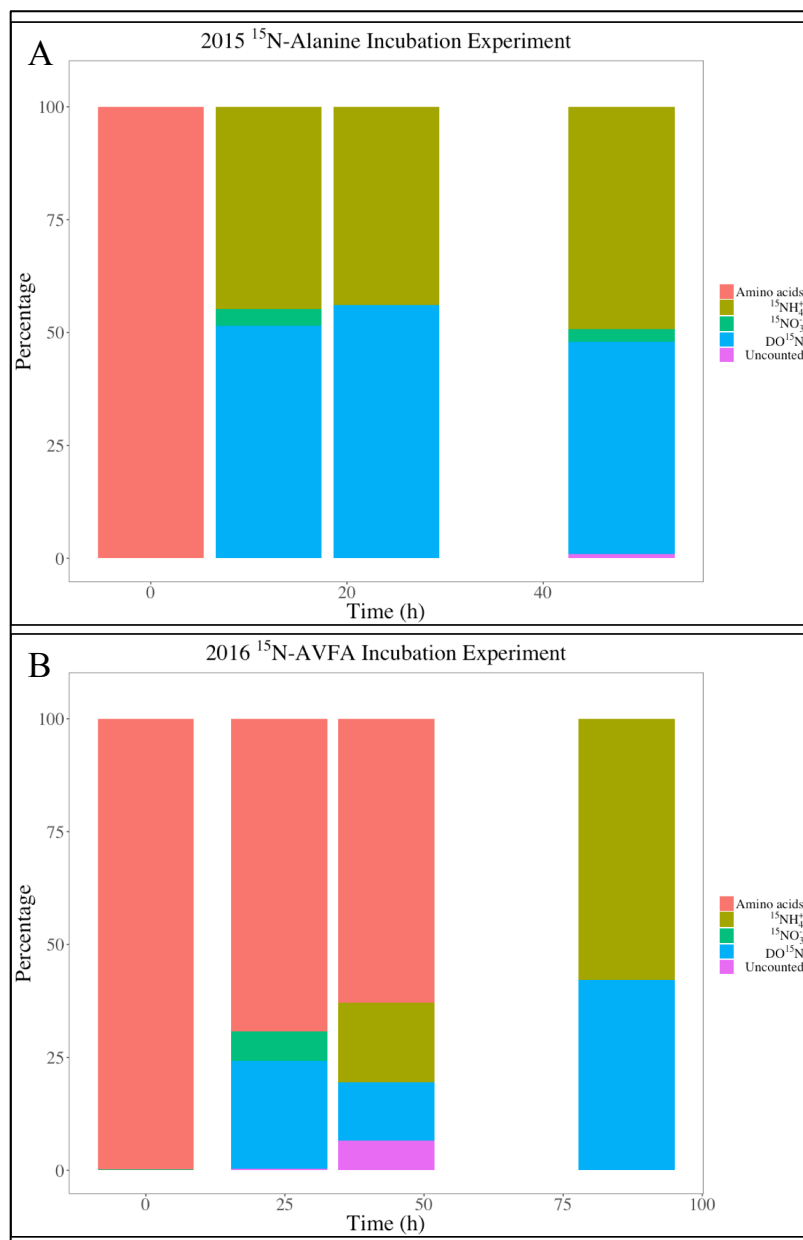 A
2015 ¹⁵N-Alanine Incubation Experiment
100
75
50
25
0
Percentage
0 20 40
Time (h)
Amino acids
¹⁵NH₄⁺
¹⁵NO₃⁻
DO¹⁵N
Uncounted
B
2016 ¹⁵N-AVFA Incubation Experiment
100
75
50
25
0
Percentage
0 25 50 75 100
Time (h)
Amino acids
¹⁵NH₄⁺
¹⁵NO₃⁻
DO¹⁵N
Uncounted